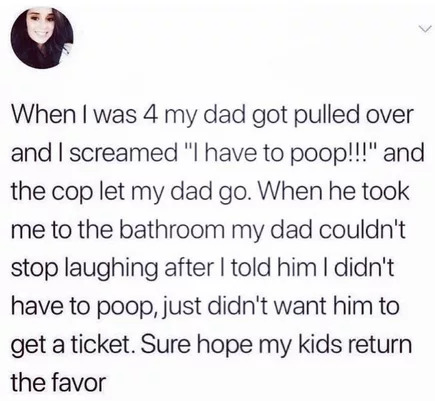 When I was 4 my dad got pulled over
and I screamed "I have to poop!!!" and
the cop let my dad go. When he took
me to the bathroom my dad couldn't
stop laughing after I told him I didn't
have to poop, just didn't want him to
get a ticket. Sure hope my kids return
the favor